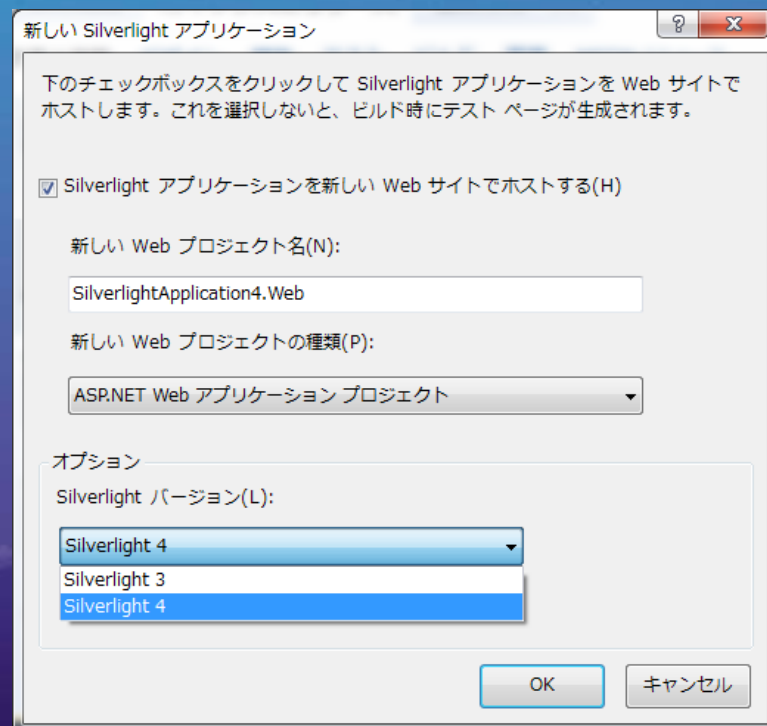 新しい Silverlight アプリケーション
下のチェックボックスをクリックして Silverlight アプリケーションを Web サイトで
ホストします。これを選択しないと、ビルド時にテスト ページが生成されます。
Silverlight アプリケーションを新しい Web サイトでホストする(H)
新しい Web プロジェクト名(N):
SilverlightApplication4.Web
新しい Web プロジェクトの種類(P):
ASP.NET Web アプリケーション プロジェクト
オプション
Silverlight バージョン(L):
Silverlight 4
Silverlight 3
Silverlight 4
OK
キャンセル